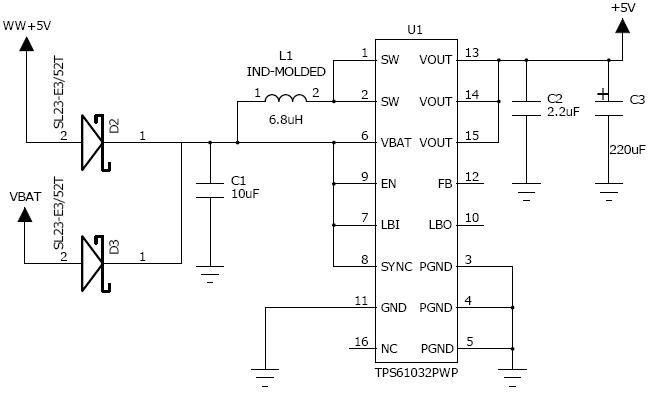 WW+5V
SL23-E3/52T
2
D2
1
VBAT
SL23-E3/52T
2
D3
1
L1
IND-MOLDED
1
2
6.8uH
C1
10uF
U1
1
SW
VOUT
13
2
SW
VOUT
14
6
VBAT
VOUT
15
9
EN
FB
12
7
LBI
LBO
10
8
SYNC
PGND
3
11
GND
PGND
4
16
NC
PGND
5
TPS61032PWP
+5V
C2
2.2uF
+
C3
220uF